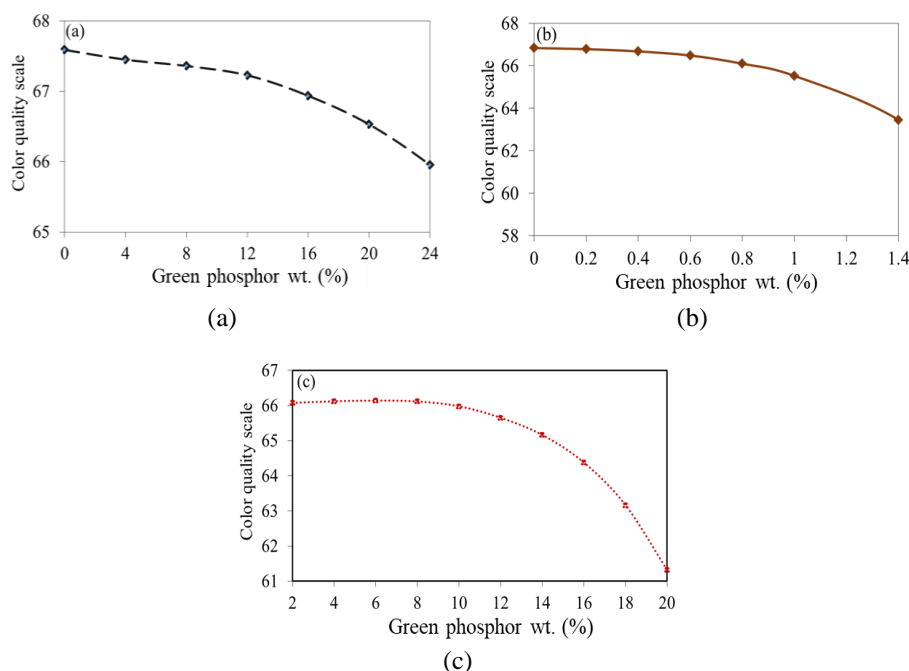 (a)
Color quality scale
68
67
66
65
0 4 8 12 16 20 24
Green phosphor wt. (%)
(a)
(b)
Color quality scale
68
66
64
62
60
58
0 0.2 0.4 0.6 0.8 1 1.2 1.4
Green phosphor wt. (%)
(b)
(c)
Color quality scale
67
66
65
64
63
62
61
2 4 6 8 10 12 14 16 18 20
Green phosphor wt. (%)
(c)